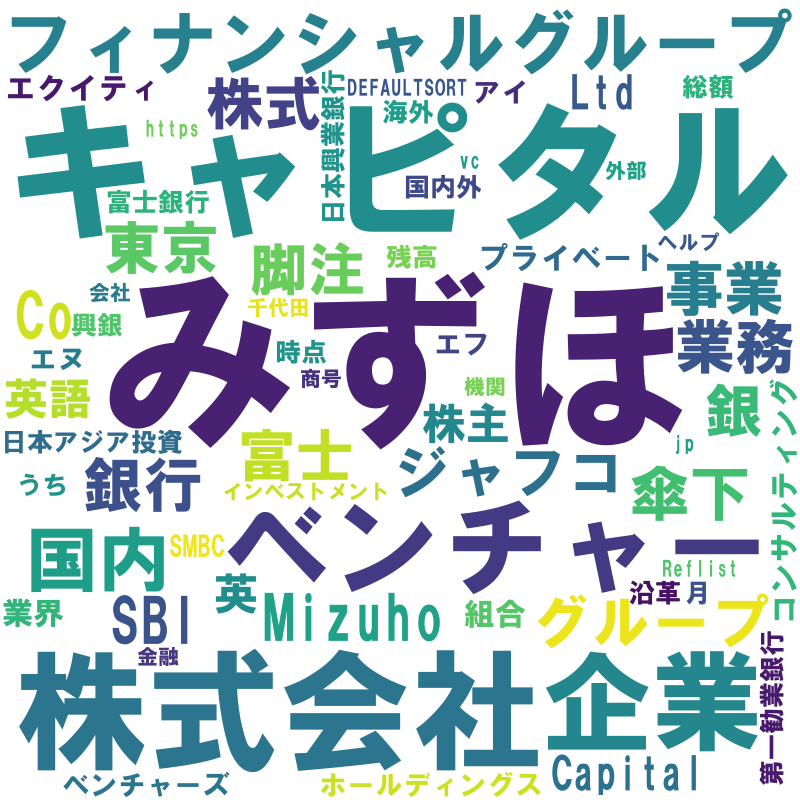 フィナンシャルグループ
エクイティ
株式
日本興業銀行
DEFAULTSORT
アイ
Ltd
総額
海外
https
キャピタル
vc
外部
国内外
富士銀行
東京
脚注
残高
プライベート
ヘルプ
事業
会社
Co
興銀
千代田
みずほ
業務
エヌ
時点
エフ
商号
機関
英語
株主
銀
日本アジア投資
富士
jp
コンサルティング
うち
銀行
インベストメント
ジャフコ
傘下
ベンチャー
国内
SMBC
Reflist
英
沿革
月
業界
SBI
Mizuho
組合
グループ
金融
第一勧業銀行
株式会社
企業
Capital
ベンチャーズ
ホールディングス